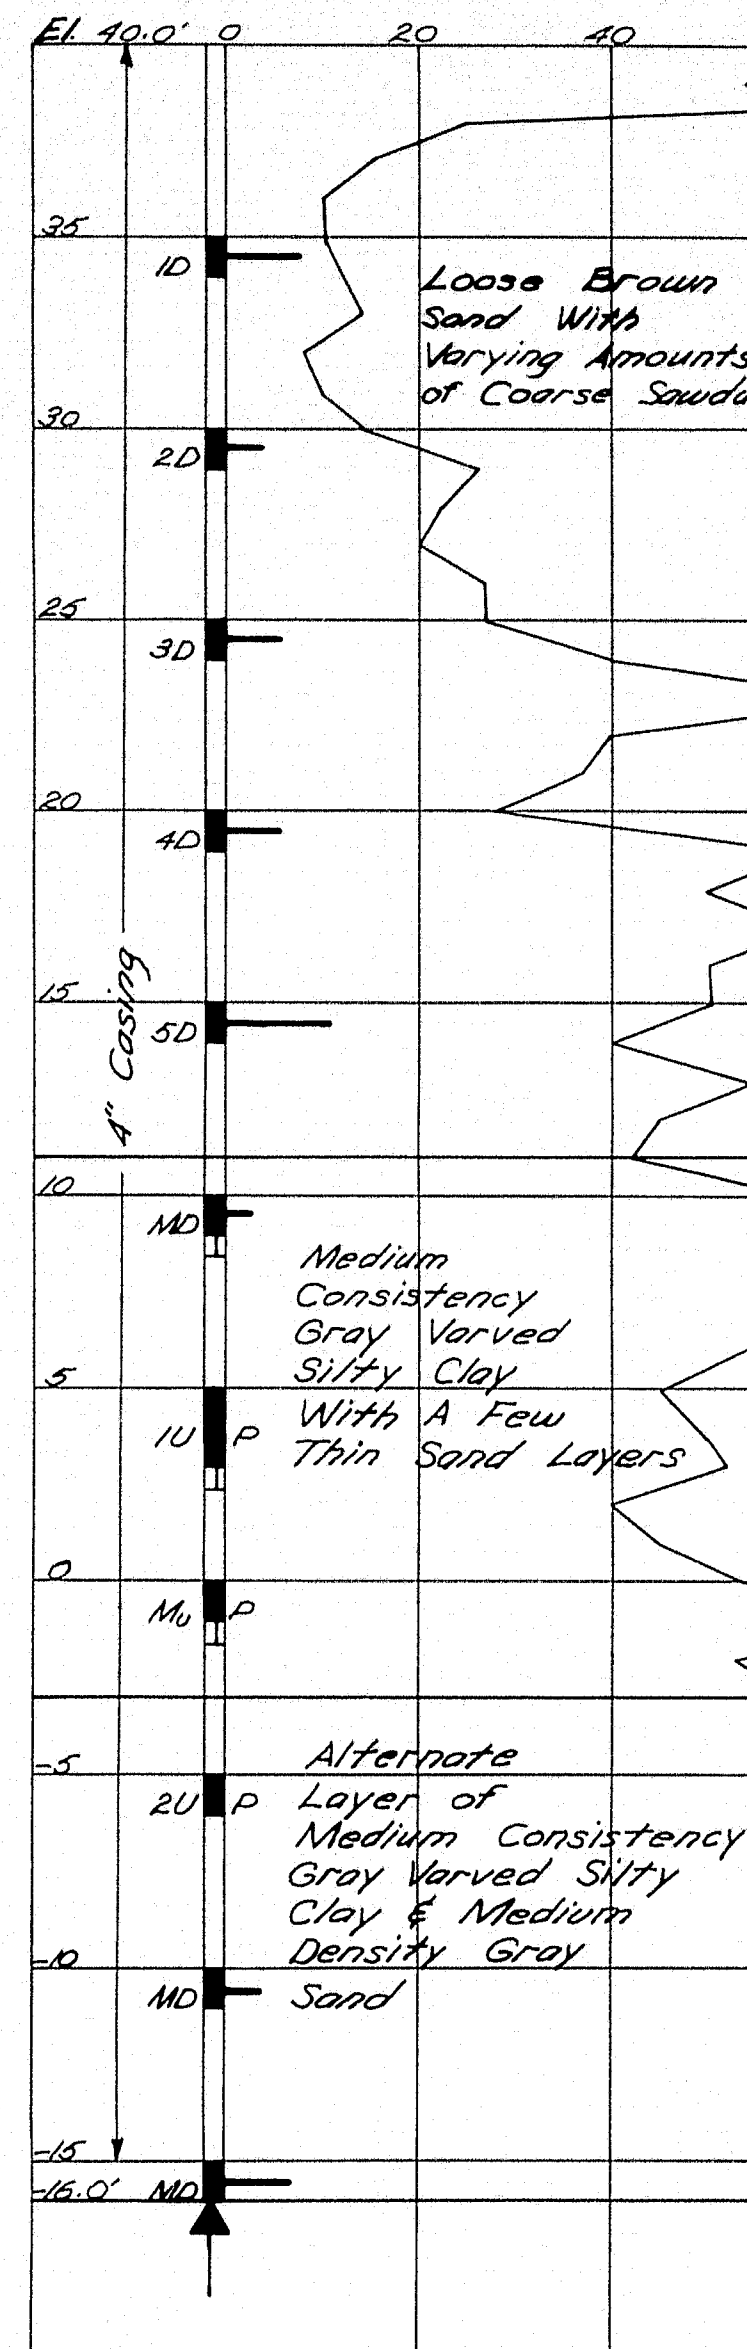 El. 40.0' 0 20 40
35
1D
Loose Brown
Sand With
Varying Amounts
of Coarse
30
2D
25
3D
20
4D
4" Casing
15
5D
10
MD
Medium
Consistency
Gray Varved
Silty Clay
5
With A Few
1U P
Thin Sand Layers
0
MU P
Alternate
-5
2U P Layer of
Medium Consistency
Gray Varved Silty
Clay & Medium
Density Gray
-10
MD Sand
-15
-16.0' MD